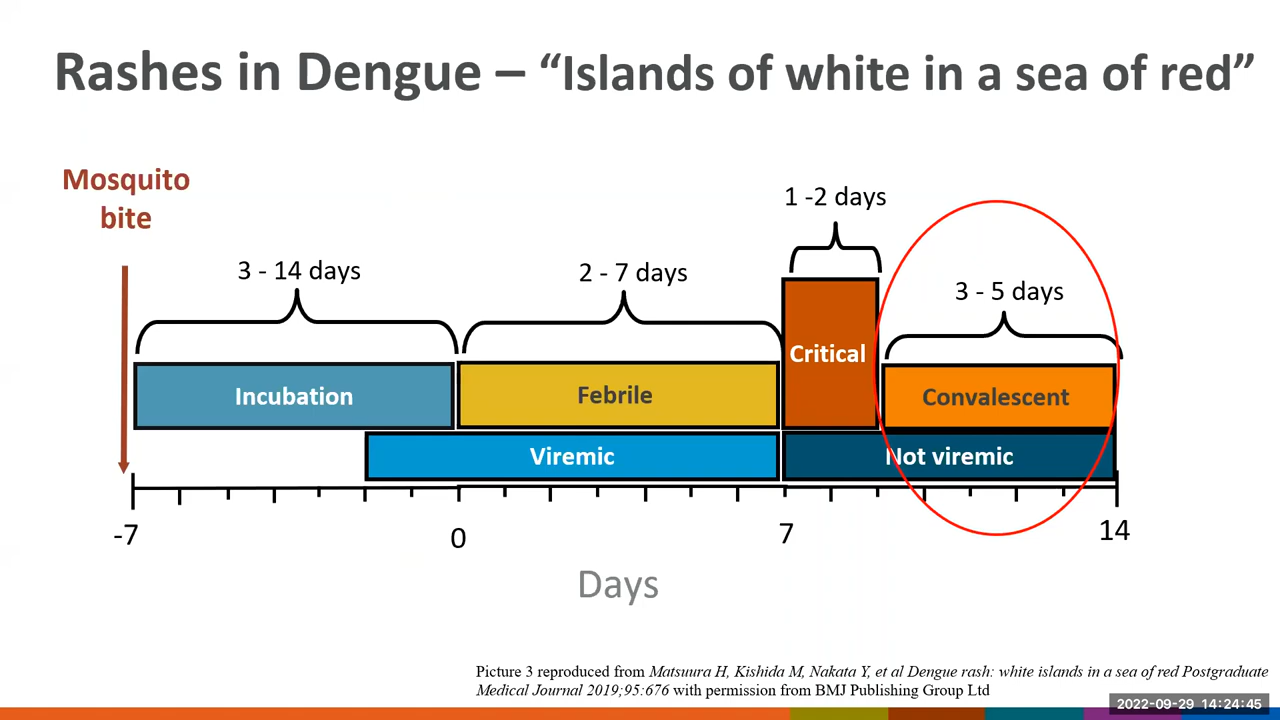 Rashes in Dengue – “Islands of white in a sea of red”
Mosquito
bite
3 - 14 days
2 - 7 days
1 -2 days
3 - 5 days
Incubation
Febrile
Critical
Convalescent
Viremic
Not viremic
-7
0
7
14
Days
Picture 3 reproduced from Matsuura H, Kishida M, Nakata Y, et al Dengue rash: white islands in a sea of red Postgraduate
Medical Journal 2019;95:676 with permission from BMJ Publishing Group Ltd
2022-09-29 14:24:45